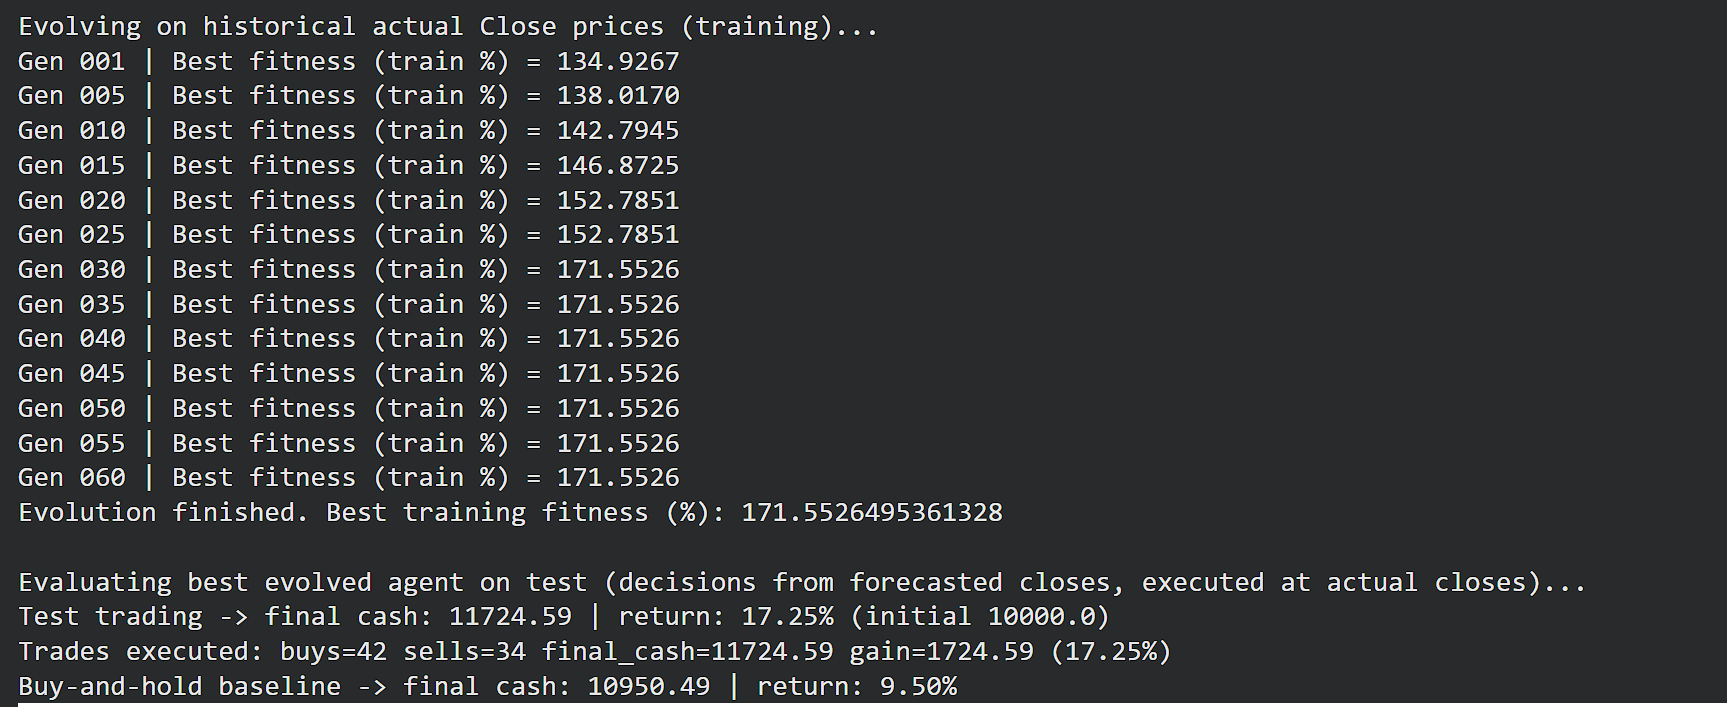 Evolving on historical actual Close prices (training)...
Gen 001 | Best fitness (train %) = 134.9267
Gen 005 | Best fitness (train %) = 138.0170
Gen 010 | Best fitness (train %) = 142.7945
Gen 015 | Best fitness (train %) = 146.8725
Gen 020 | Best fitness (train %) = 152.7851
Gen 025 | Best fitness (train %) = 152.7851
Gen 030 | Best fitness (train %) = 171.5526
Gen 035 | Best fitness (train %) = 171.5526
Gen 040 | Best fitness (train %) = 171.5526
Gen 045 | Best fitness (train %) = 171.5526
Gen 050 | Best fitness (train %) = 171.5526
Gen 055 | Best fitness (train %) = 171.5526
Gen 060 | Best fitness (train %) = 171.5526
Evolution finished. Best training fitness (%): 171.5526495361328

Evaluating best evolved agent on test (decisions from forecasted closes, executed at actual closes)...
Test trading -> final cash: 11724.59 | return: 17.25% (initial 10000.0)
Trades executed: buys=42 sells=34 final_cash=11724.59 gain=1724.59 (17.25%)
Buy-and-hold baseline -> final cash: 10950.49 | return: 9.50%